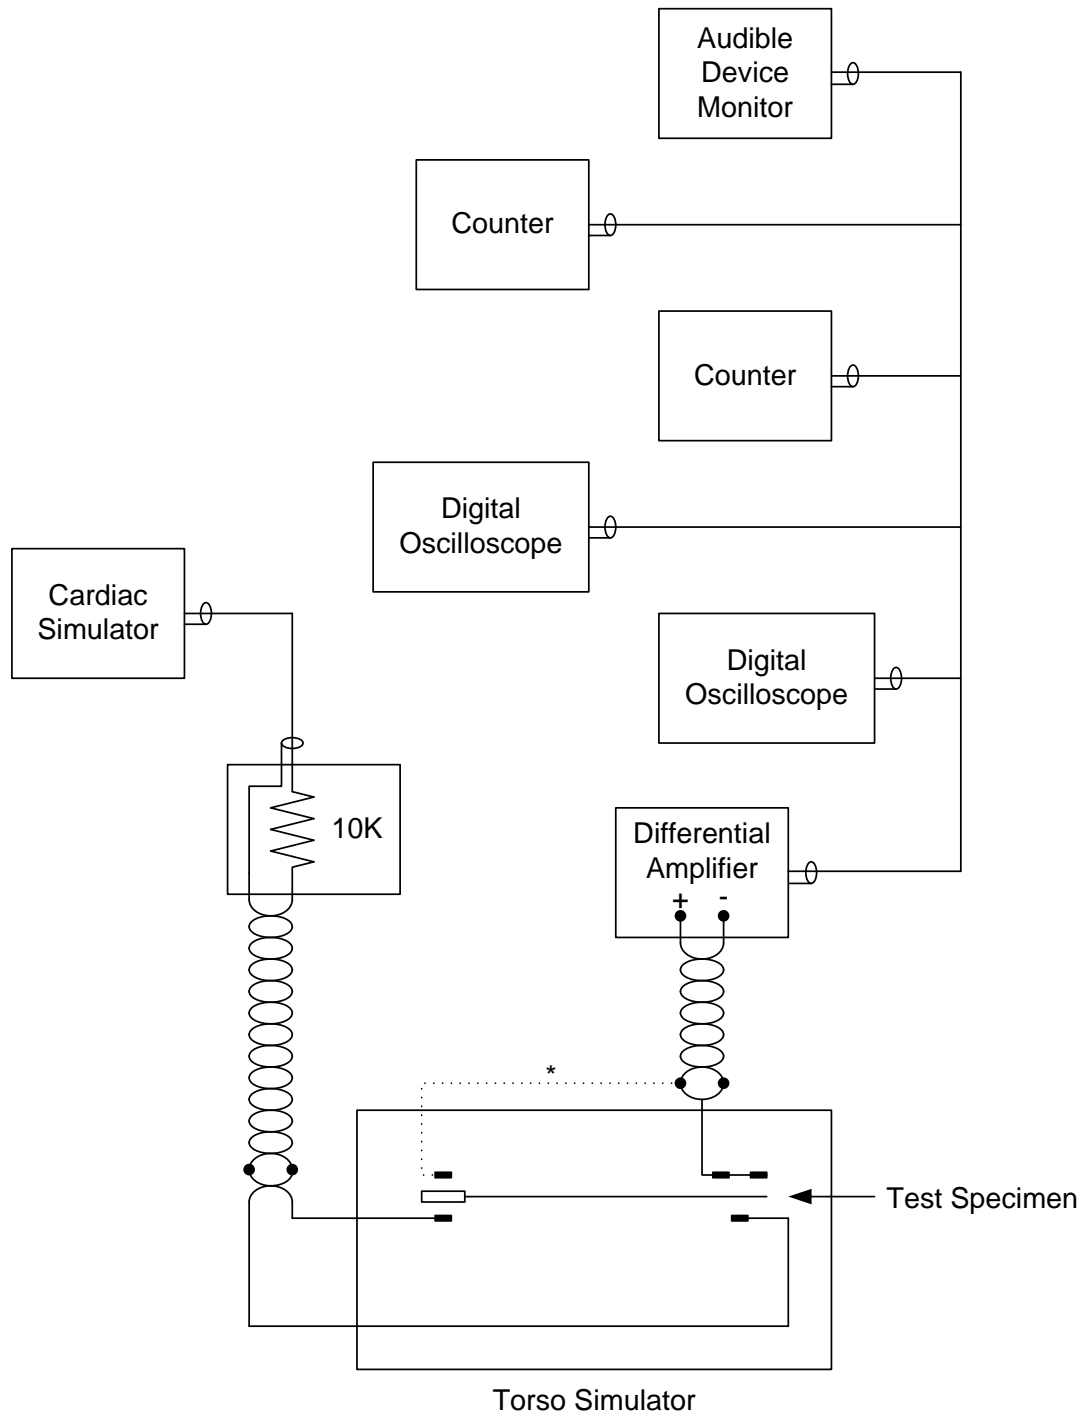 Audible
Device
Monitor
Counter
Counter
Digital
Oscilloscope
Cardiac
Simulator
Digital
Oscilloscope
10K
Differential
Amplifier
+ -
*
Test Specimen
Torso Simulator